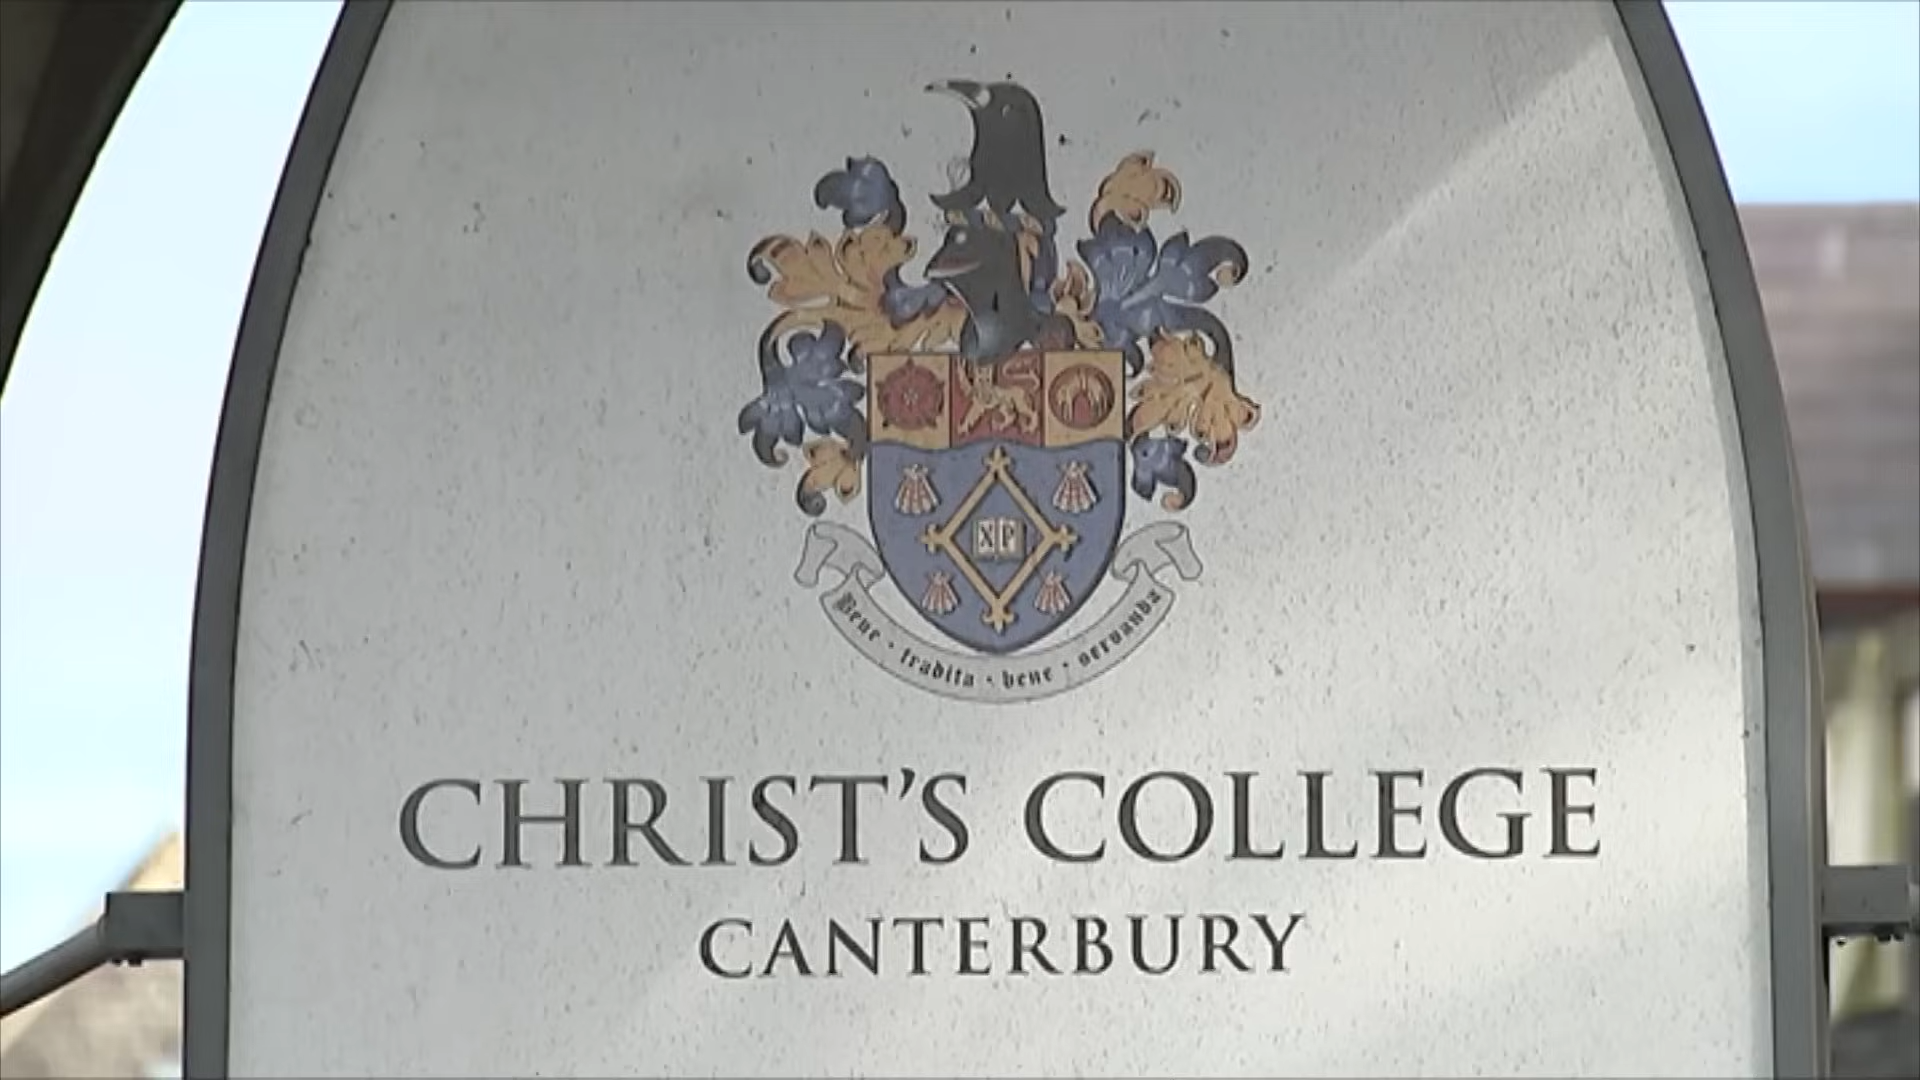 X P
Bene · tradita · bene · servanda
CHRIST'S COLLEGE
CANTERBURY